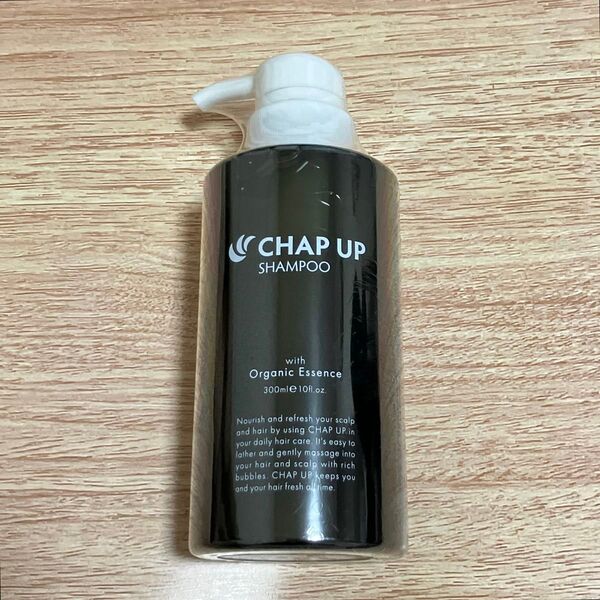 CHAP UP
SHAMPOO
with
Organic Essence
300ml℮10fl.oz.
Nourish and refresh your scalp
and hair by using CHAP UP in
your daily hair care. It's easy to
lather and gently massage into
your hair and scalp with rich
bubbles. CHAP UP keeps you
and your hair fresh all time.